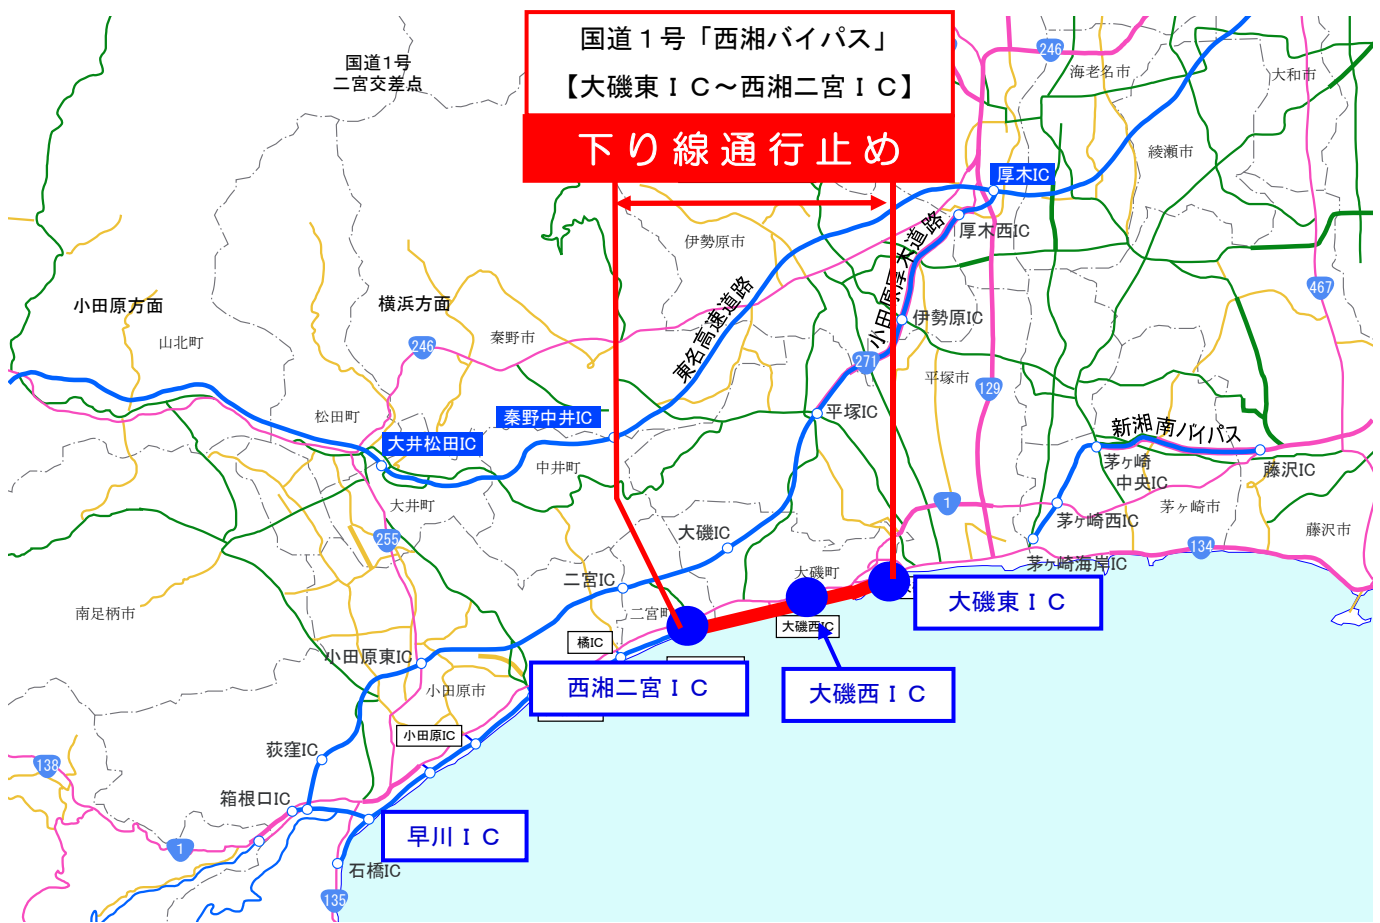 国道１号「西湘バイパス」
【大磯東ＩＣ～西湘二宮ＩＣ】
下り線通行止め
国道1号
二宮交差点
246
海老名市
大和市
綾瀬市
厚木IC
厚木西IC
伊勢原市
小田原厚木道路
東名高速道路
467
小田原方面
横浜方面
伊勢原IC
山北町
246
秦野市
271
平塚市
129
松田町
秦野中井IC
平塚IC
新湘南バイパス
大井松田IC
中井町
茅ヶ崎
中央IC
藤沢IC
大井町
1
茅ヶ崎市
茅ヶ崎西IC
藤沢市
255
大磯IC
134
茅ヶ崎海岸IC
大磯町
二宮IC
大磯東ＩＣ
南足柄市
二宮町
大磯西IC
橘IC
小田原東IC
西湘二宮ＩＣ
大磯西ＩＣ
小田原市
小田原IC
荻窪IC
138
箱根口IC
早川ＩＣ
1
石橋IC
135